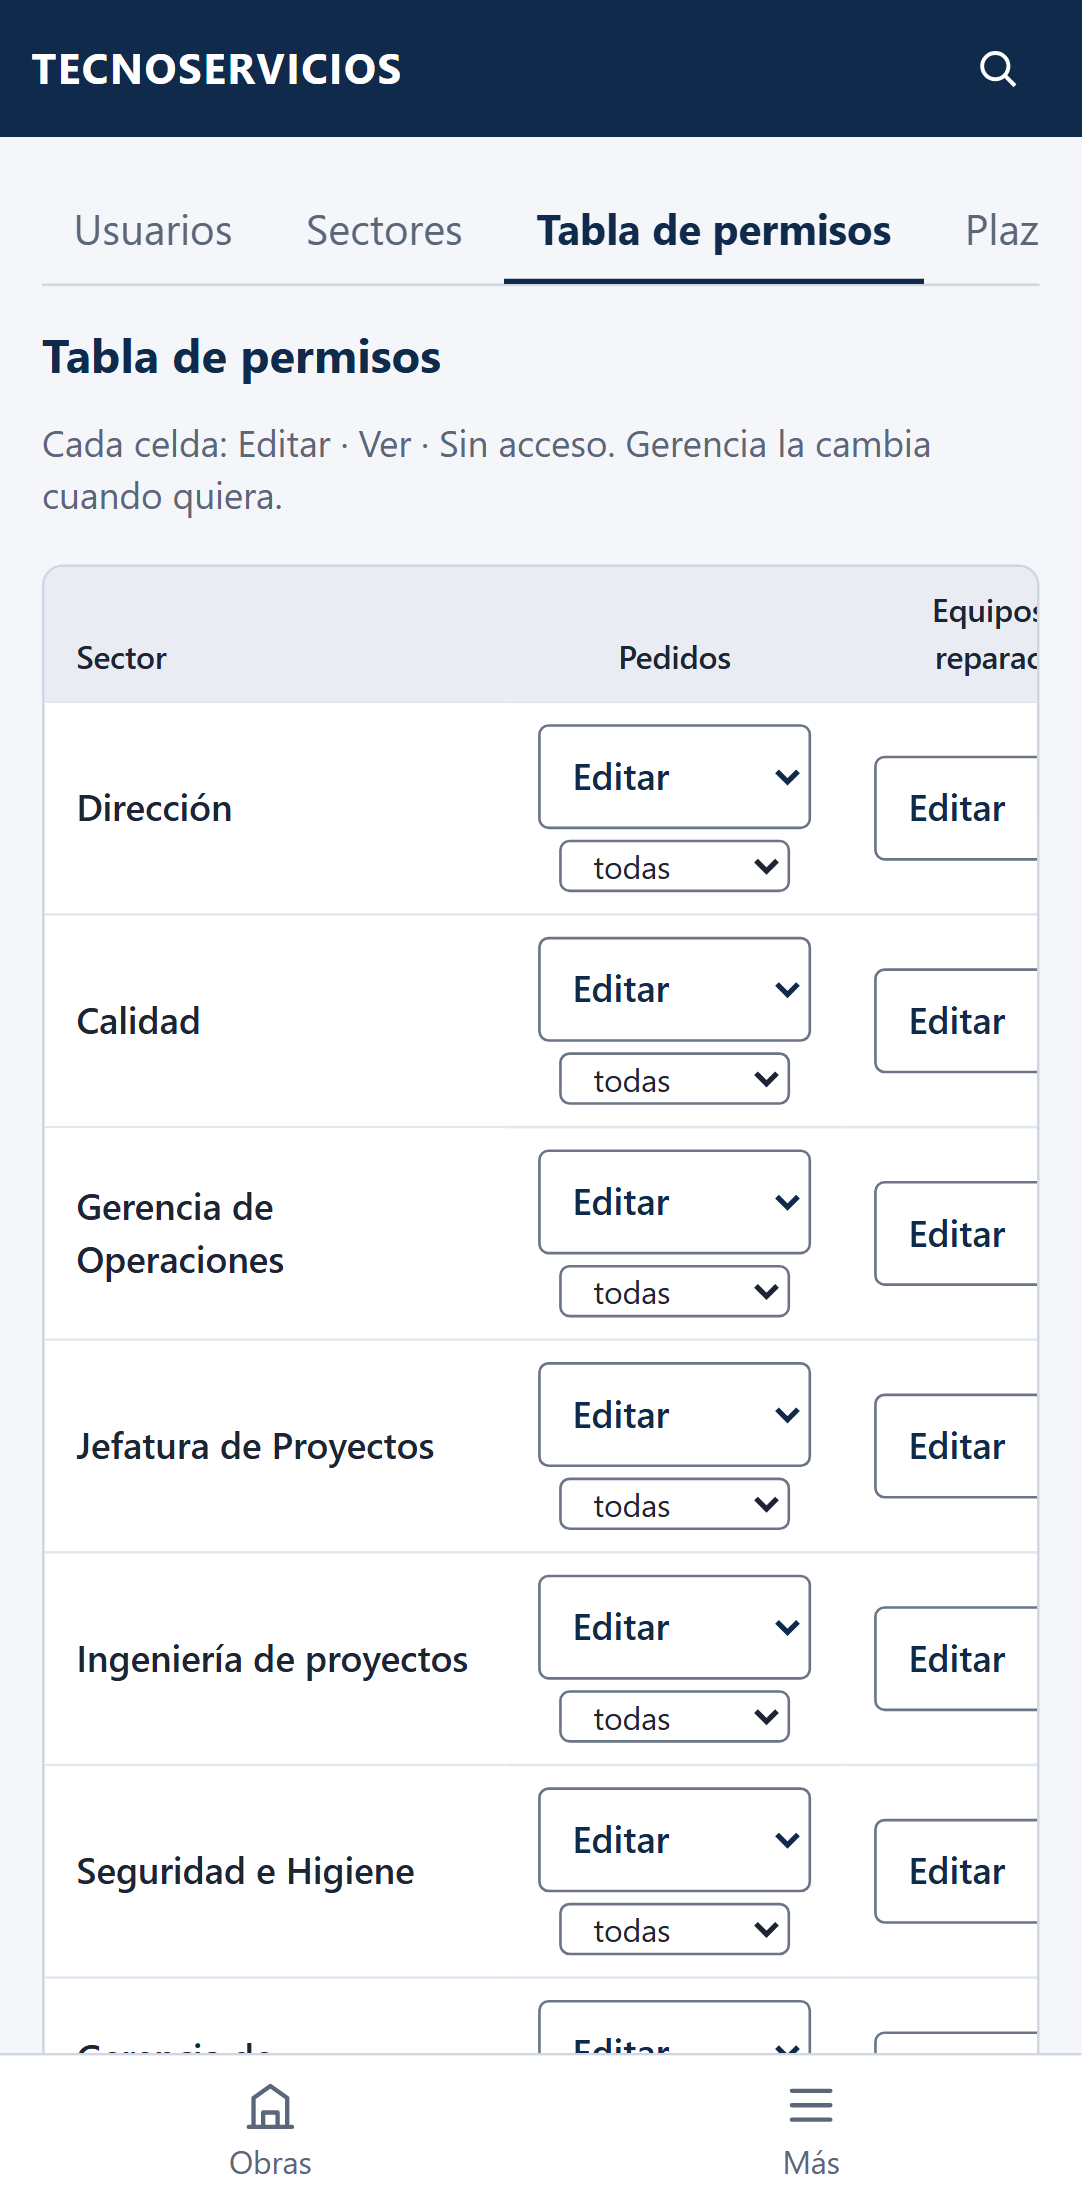 TECNOSERVICIOS
Usuarios Sectores Tabla de permisos Plaz
Tabla de permisos
Cada celda: Editar · Ver · Sin acceso. Gerencia la cambia
cuando quiera.
Equipos
Sector Pedidos reparac
Editar
Dirección Editar
todas
Editar
Calidad Editar
todas
Editar
Gerencia de
Operaciones Editar
todas
Editar
Jefatura de Proyectos Editar
todas
Editar
Ingeniería de proyectos Editar
todas
Editar
Seguridad e Higiene Editar
todas
Gerencia de Editar
Obras Más